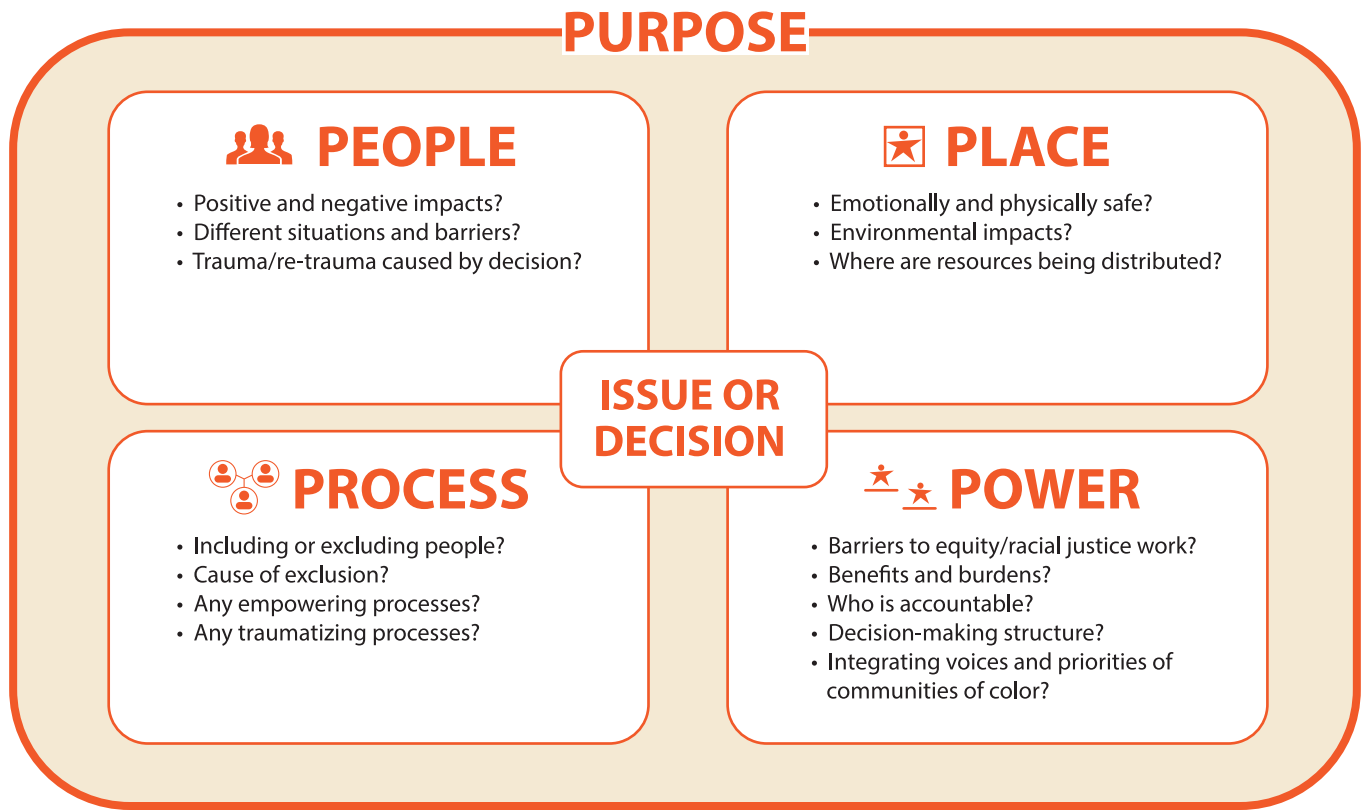 PURPOSE
PEOPLE
• Positive and negative impacts?
• Different situations and barriers?
• Trauma/re-trauma caused by decision?
PLACE
• Emotionally and physically safe?
• Environmental impacts?
• Where are resources being distributed?
ISSUE OR
DECISION
PROCESS
• Including or excluding people?
• Cause of exclusion?
• Any empowering processes?
• Any traumatizing processes?
POWER
• Barriers to equity/racial justice work?
• Benefits and burdens?
• Who is accountable?
• Decision-making structure?
• Integrating voices and priorities of
communities of color?